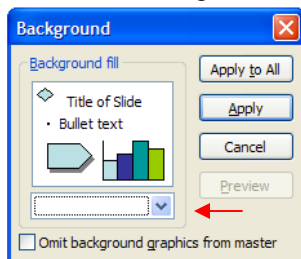 Background
Background fill
Title of Slide
• Bullet text
Apply to All
Apply
Cancel
Preview
Omit background graphics from master